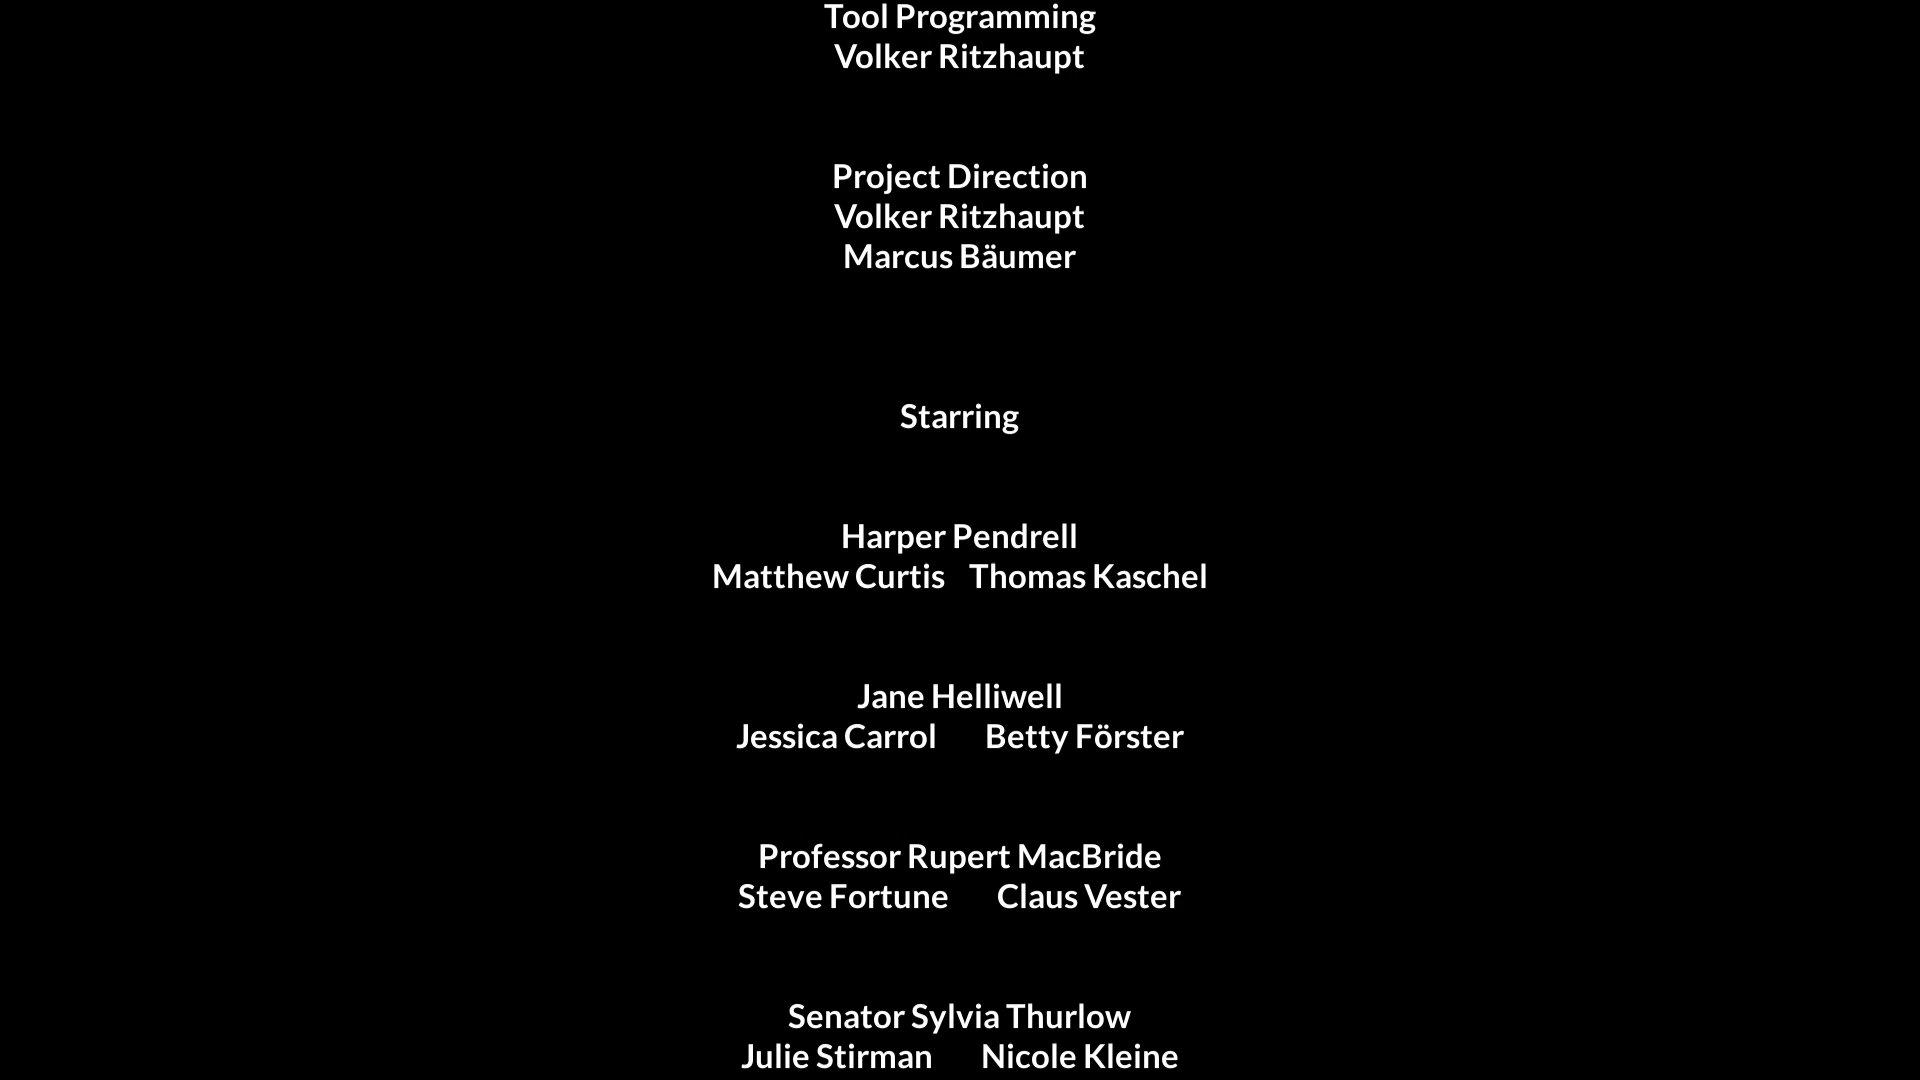 Tool Programming
Volker Ritzhaupt
Project Direction
Volker Ritzhaupt
Marcus Bäumer
Starring
Harper Pendrell
Matthew Curtis Thomas Kaschel
Jane Helliwell
Jessica Carrol Betty Förster
Professor Rupert MacBride
Steve Fortune Claus Vester
Senator Sylvia Thurlow
Julie Stirman Nicole Kleine